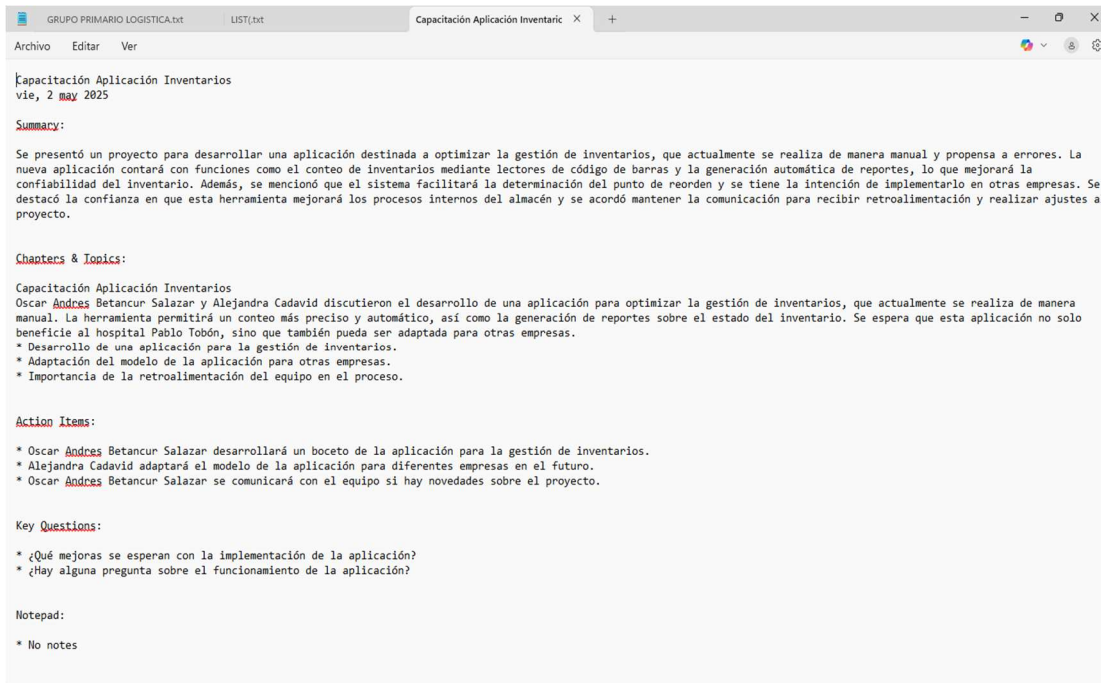 GRUPO PRIMARIO LOGISTICA.txt
LIST(.txt
Capacitación Aplicación Inventaric
Archivo Editar Ver
Capacitación Aplicación Inventarios
vie, 2 may 2025
Summary:
Se presentó un proyecto para desarrollar una aplicación destinada a optimizar la gestión de inventarios, que actualmente se realiza de manera manual y propensa a errores. La
nueva aplicación contará con funciones como el conteo de inventarios mediante lectores de código de barras y la generación automática de reportes, lo que mejorará la
confiabilidad del inventario. Además, se mencionó que el sistema facilitará la determinación del punto de reorden y se tiene la intención de implementarlo en otras empresas. Se
destacó la confianza en que esta herramienta mejorará los procesos internos del almacén y se acordó mantener la comunicación para recibir retroalimentación y realizar ajustes a
proyecto.
Chapters & Topics:
Capacitación Aplicación Inventarios
Oscar Andres Betancur Salazar y Alejandra Cadavid discutieron el desarrollo de una aplicación para optimizar la gestión de inventarios, que actualmente se realiza de manera
manual. La herramienta permitirá un conteo más preciso y automático, así como la generación de reportes sobre el estado del inventario. Se espera que esta aplicación no solo
beneficie al hospital Pablo Tobón, sino que también pueda ser adaptada para otras empresas.
* Desarrollo de una aplicación para la gestión de inventarios.
* Adaptación del modelo de la aplicación para otras empresas.
* Importancia de la retroalimentación del equipo en el proceso.
Action Items:
* Oscar Andres Betancur Salazar desarrollará un boceto de la aplicación para la gestión de inventarios.
* Alejandra Cadavid adaptará el modelo de la aplicación para diferentes empresas en el futuro.
* Oscar Andres Betancur Salazar se comunicará con el equipo si hay novedades sobre el proyecto.
Key Questions:
* ¿Qué mejoras se esperan con la implementación de la aplicación?
* ¿Hay alguna pregunta sobre el funcionamiento de la aplicación?
Notepad:
* No notes